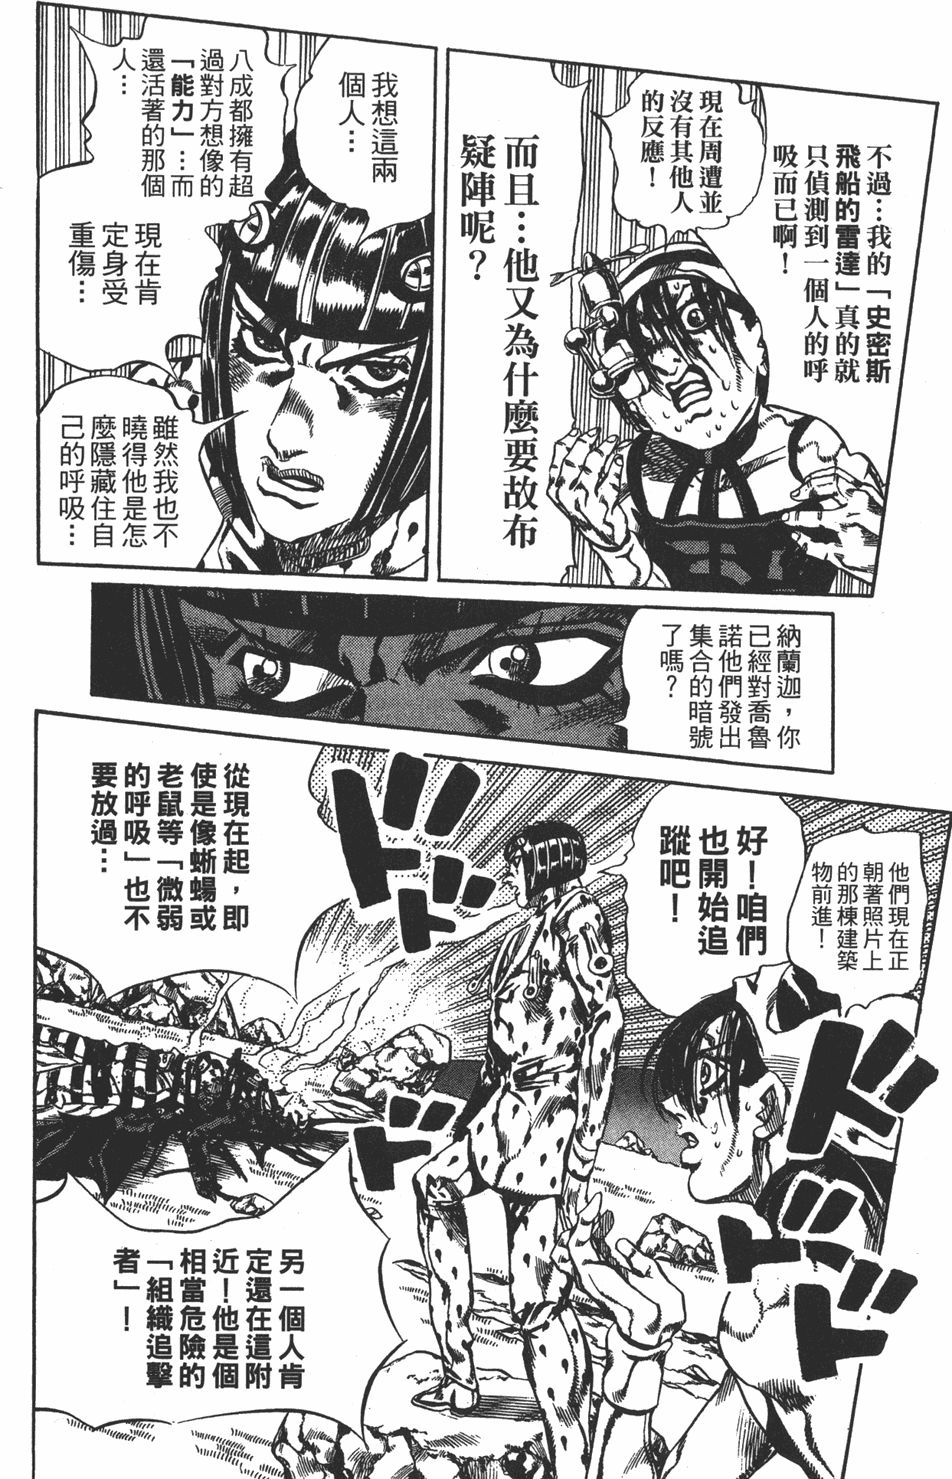 不過…我的「史密斯
飛船的雷達」真的就
只偵測到一個人的呼
吸而已啊！
現在周遭並
沒有其他人
的反應！
而且…他又為什麼要故布
疑陣呢？
我想這兩
個人…
八成都擁有超
過對方想像的
「能力」…而
還活著的那個
人…
現在肯
定身受
重傷…
雖然我也不
曉得他是怎
麼隱藏住自
己的呼吸…
納蘭迦，你
已經對喬魯
諾他們發出
集合的暗號
了嗎？
他們現在正
朝著照片上
的那棟建築
物前進！
好！咱們
也開始追
蹤吧！
從現在起，即
使是像蜥蜴或
老鼠等「微弱
的呼吸」也不
要放過…
另一個人肯
定還在這附
近！他是個
相當危險的
「組織追擊
者」！
ドド
ドド
ドド
ドド